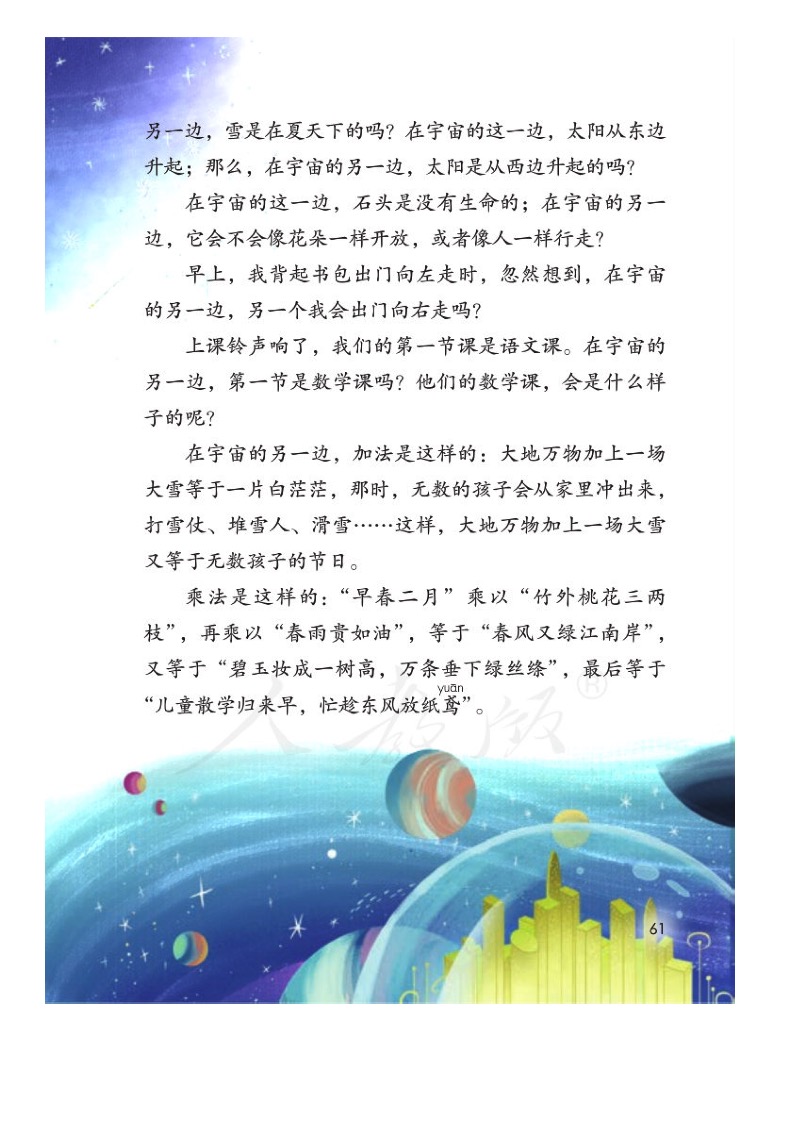 另一边，雪是在夏天下的吗？在宇宙的这一边，太阳从东边
升起；那么，在宇宙的另一边，太阳是从西边升起的吗？
在宇宙的这一边，石头是没有生命的；在宇宙的另一
边，它会不会像花朵一样开放，或者像人一样行走？
早上，我背起书包出门向左走时，忽然想到，在宇宙
的另一边，另一个我会出门向右走吗？
上课铃声响了，我们的第一节课是语文课。在宇宙的
另一边，第一节是数学课吗？他们的数学课，会是什么样
子的呢？
在宇宙的另一边，加法是这样的：大地万物加上一场
大雪等于一片白茫茫，那时，无数的孩子会从家里冲出来，
打雪仗、堆雪人、滑雪……这样，大地万物加上一场大雪
又等于无数孩子的节日。
乘法是这样的：“早春二月”乘以“竹外桃花三两
枝”，再乘以“春雨贵如油”，等于“春风又绿江南岸”，
又等于“碧玉妆成一树高，万条垂下绿丝绦”，最后等于
yuān
“儿童散学归来早，忙趁东风放纸鸢”。
人教版®
61